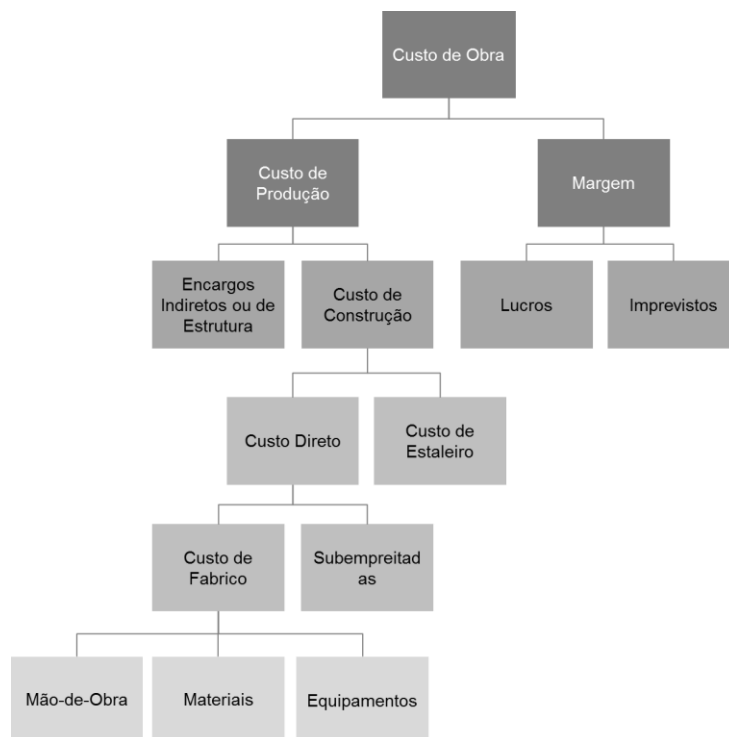 Custo de Obra
Custo de
Produção
Margem
Encargos
Indiretos ou de
Estrutura
Custo de
Construção
Lucros
Imprevistos
Custo Direto
Custo de
Estaleiro
Custo de
Fabrico
Subempreitad
as
Mão-de-Obra
Materiais
Equipamentos